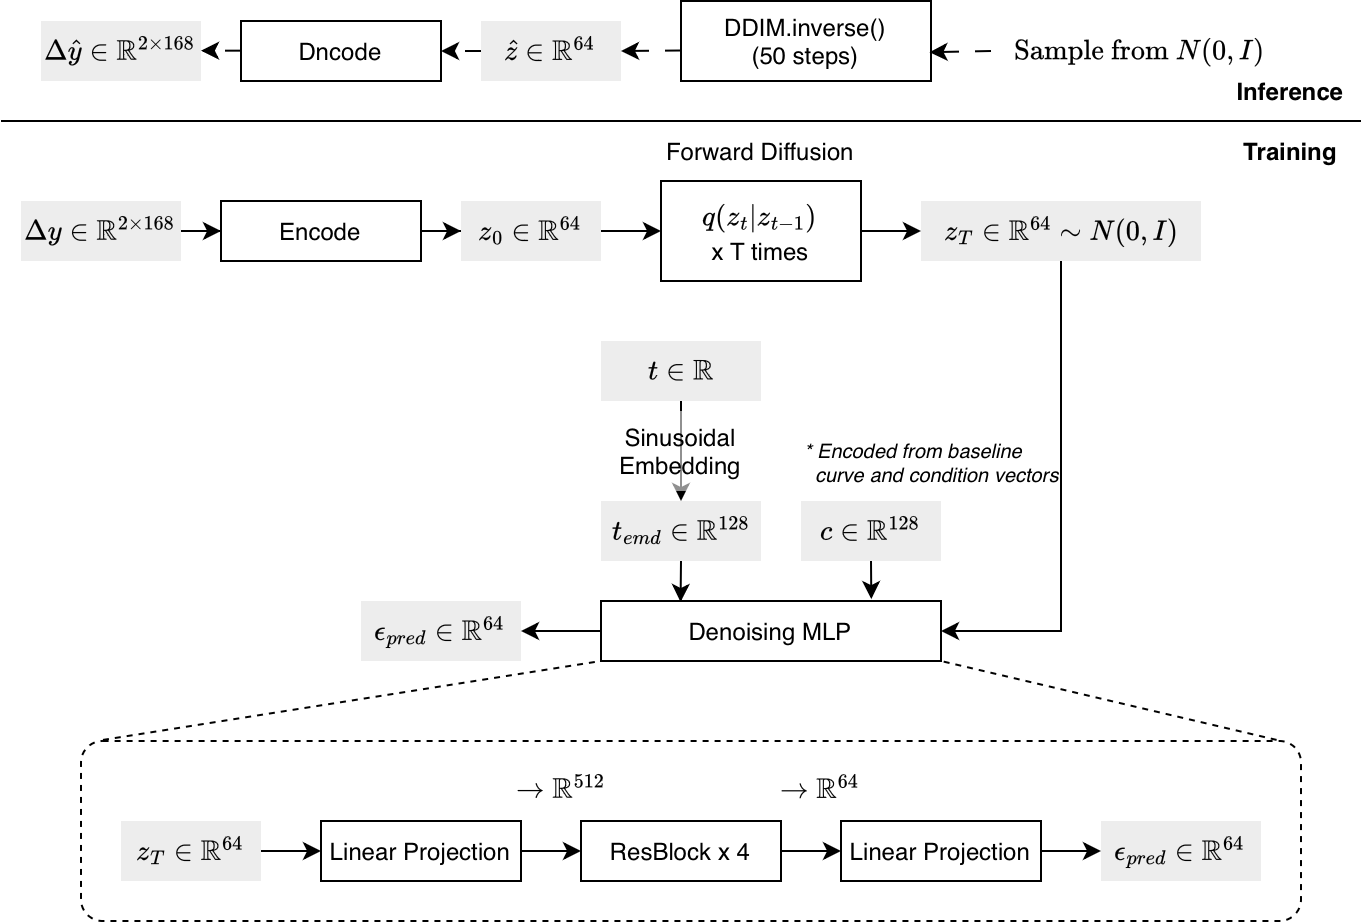 Δŷ ∈ ℝ^{2×168}
Dncode
ẑ ∈ ℝ^{64}
DDIM.inverse()
(50 steps)
Sample from N(0, I)
Inference
Training
Forward Diffusion
Δy ∈ ℝ^{2×168}
Encode
z_0 ∈ ℝ^{64}
q(z_t|z_{t−1})
x T times
z_T ∈ ℝ^{64} ∼ N(0, I)
t ∈ ℝ
Sinusoidal
Embedding
* Encoded from baseline
curve and condition vectors
t_{emd} ∈ ℝ^{128}
c ∈ ℝ^{128}
ϵ_{pred} ∈ ℝ^{64}
Denoising MLP
→ ℝ^{512}
→ ℝ^{64}
z_T ∈ ℝ^{64}
Linear Projection
ResBlock x 4
Linear Projection
ϵ_{pred} ∈ ℝ^{64}